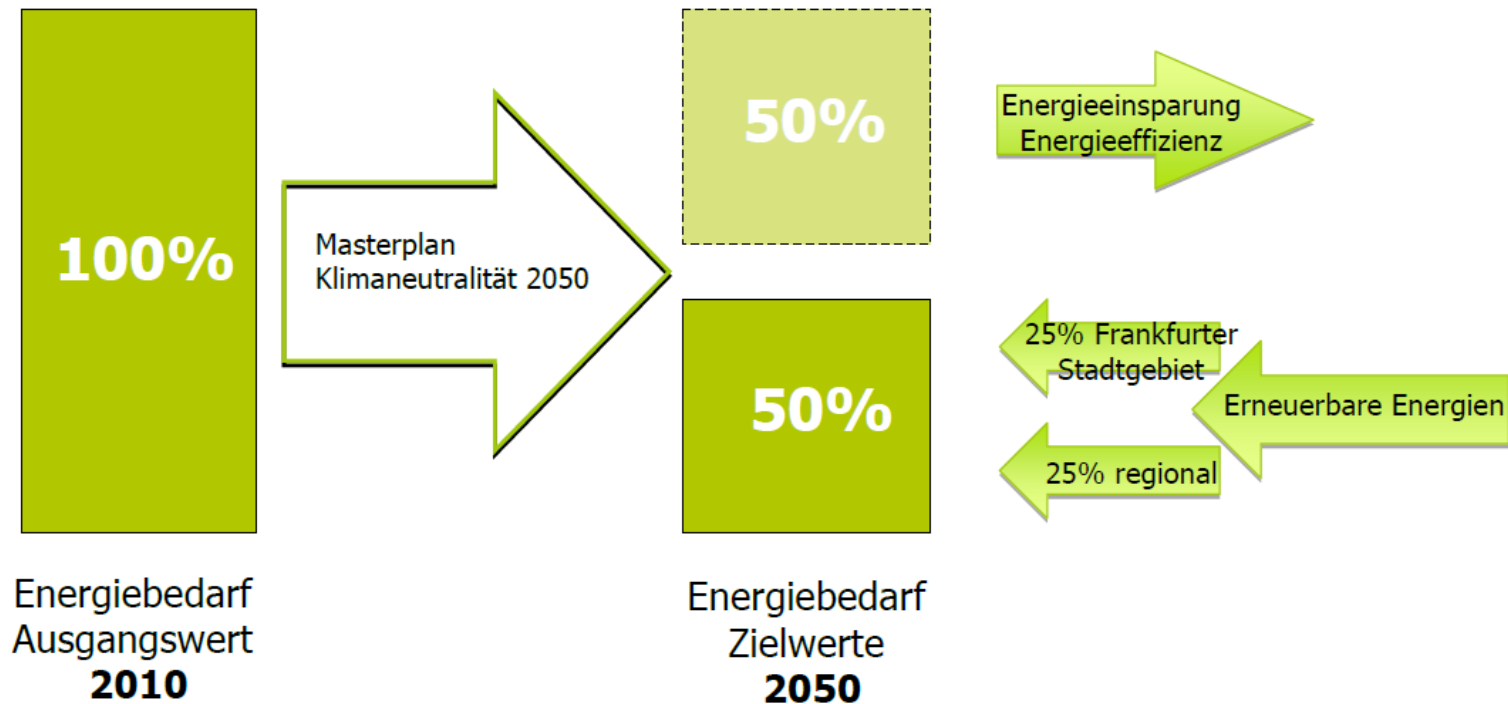 100%
Masterplan
Klimaneutralität 2050
50%
50%
Energieeinsparung
Energieeffizienz
25% Frankfurter
Stadtgebiet
Erneuerbare Energien
25% regional
Energiebedarf
Ausgangswert
2010
Energiebedarf
Zielwerte
2050